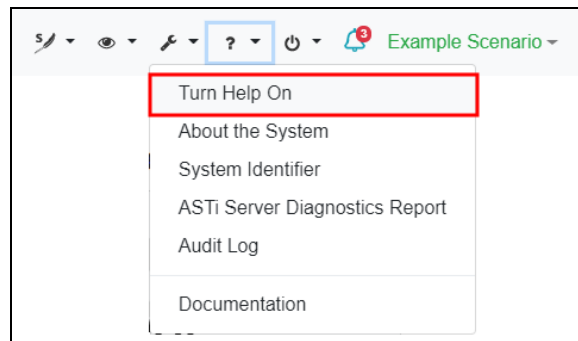 ? 3 Example Scenario
Turn Help On
About the System
System Identifier
ASTi Server Diagnostics Report
Audit Log
Documentation